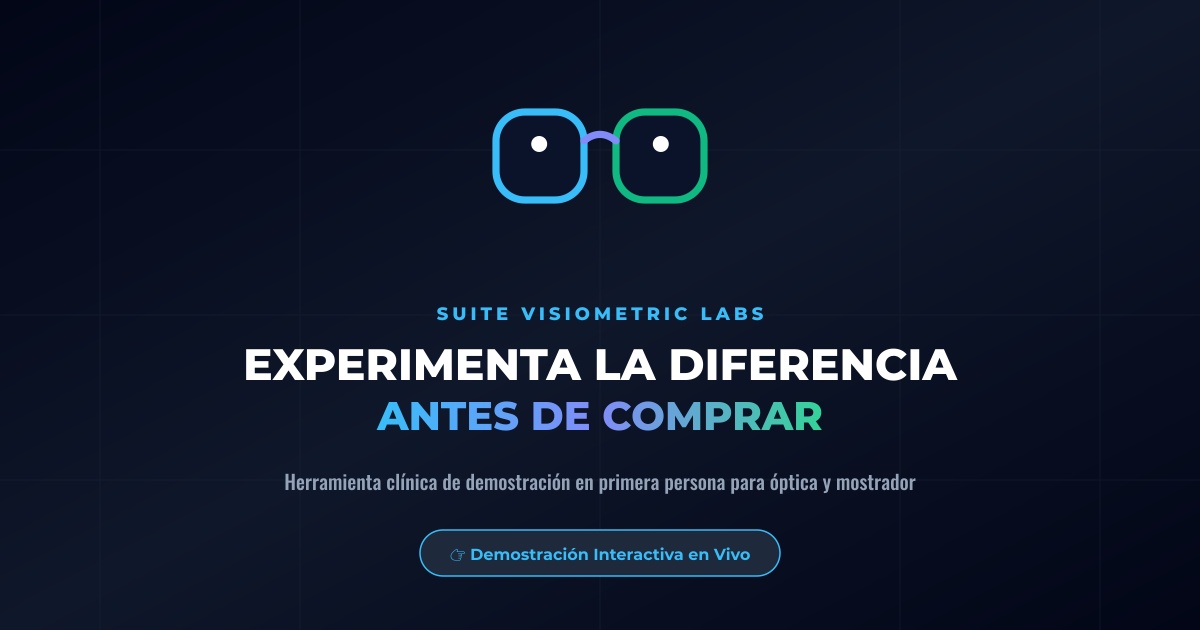 SUITE VISIOMETRIC LABS
EXPERIMENTA LA DIFERENCIA
ANTES DE COMPRAR
Herramienta clínica de demostración en primera persona para óptica y mostrador
👉 Demostración Interactiva en Vivo